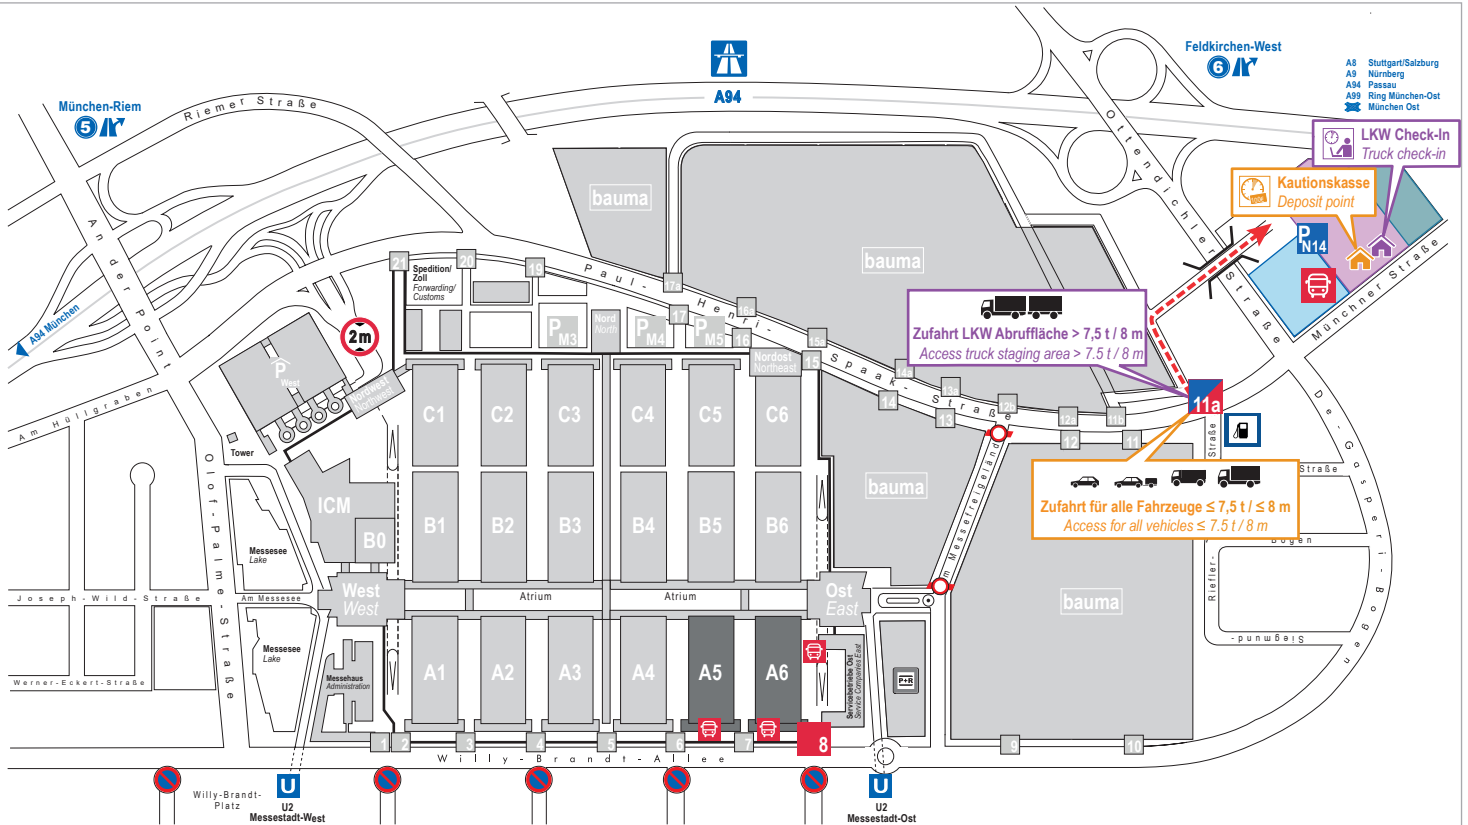 A94
München-Riem
5
Riemer Straße
Feldkirchen-West
6
A8 Stuttgart/Salzburg
A9 Nürnberg
A94 Passau
A99 Ring München-Ost
München Ost
LKW Check-In
Truck check-in
Kautionskasse
Deposit point
P
N14
Ottendichler Straße
Münchner Straße
An der Point
A94 München
bauma
bauma
21
20
19
Spedition/
Zoll
Forwarding/
Customs
Paul-Henri-Spaak-Straße
17a
16a
15a
14a
13a
12b
12a
11b
17
16
15
14
13
12
11
11a
Nord
North
P
M3
P
M4
P
M5
Nordost
Northeast
2m
P
West
Nordwest
Northwest
Zufahrt LKW Abruffläche > 7,5 t / 8 m
Access truck staging area > 7.5 t / 8 m
Am Hüllgraben
Tower
Olof-Palme-Straße
C1
C2
C3
C4
C5
C6
Straße
Straße
De-Gasperi-Bogen
Zufahrt für alle Fahrzeuge ≤ 7,5 t / ≤ 8 m
Access for all vehicles ≤ 7.5 t / 8 m
bauma
ICM
B0
B1
B2
B3
B4
B5
B6
m Messefreigeländ
Bogen
Riefler-
Siegmund-
Messesee
Lake
Joseph-Wild-Straße
Am Messesee
West
West
Atrium
Atrium
Ost
East
bauma
Messesee
Lake
Werner-Eckert-Straße
Messehaus
Administration
A1
A2
A3
A4
A5
A6
Servicebetriebe Ost
Service Companies East
P+R
1
2
3
4
5
6
7
8
9
10
Willy-Brandt-Allee
Willy-Brandt-
Platz
U
U2
Messestadt-West
U
U2
Messestadt-Ost